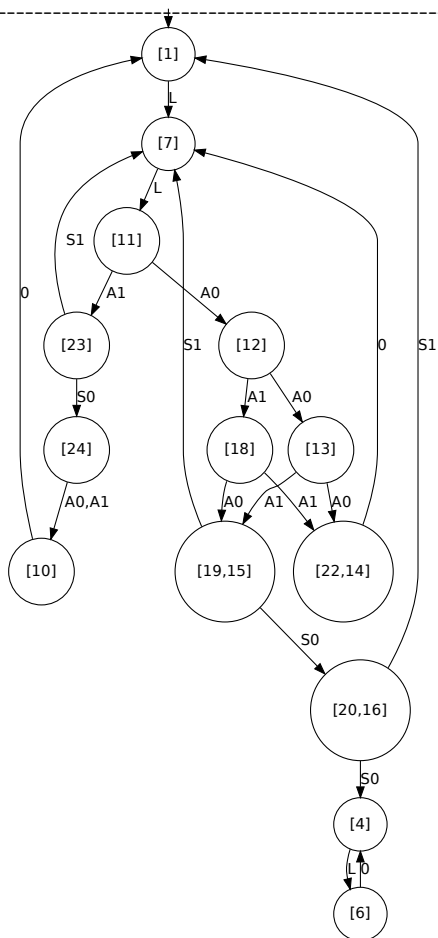 [1]
L
[7]
L
[11]
S1
A1
A0
0
S1
0
S1
[23]
[12]
S0
A1
A0
[24]
[18]
[13]
A0,A1
A0
A1
A1
A0
[10]
[19,15]
[22,14]
S0
[20,16]
S0
[4]
L
0
[6]